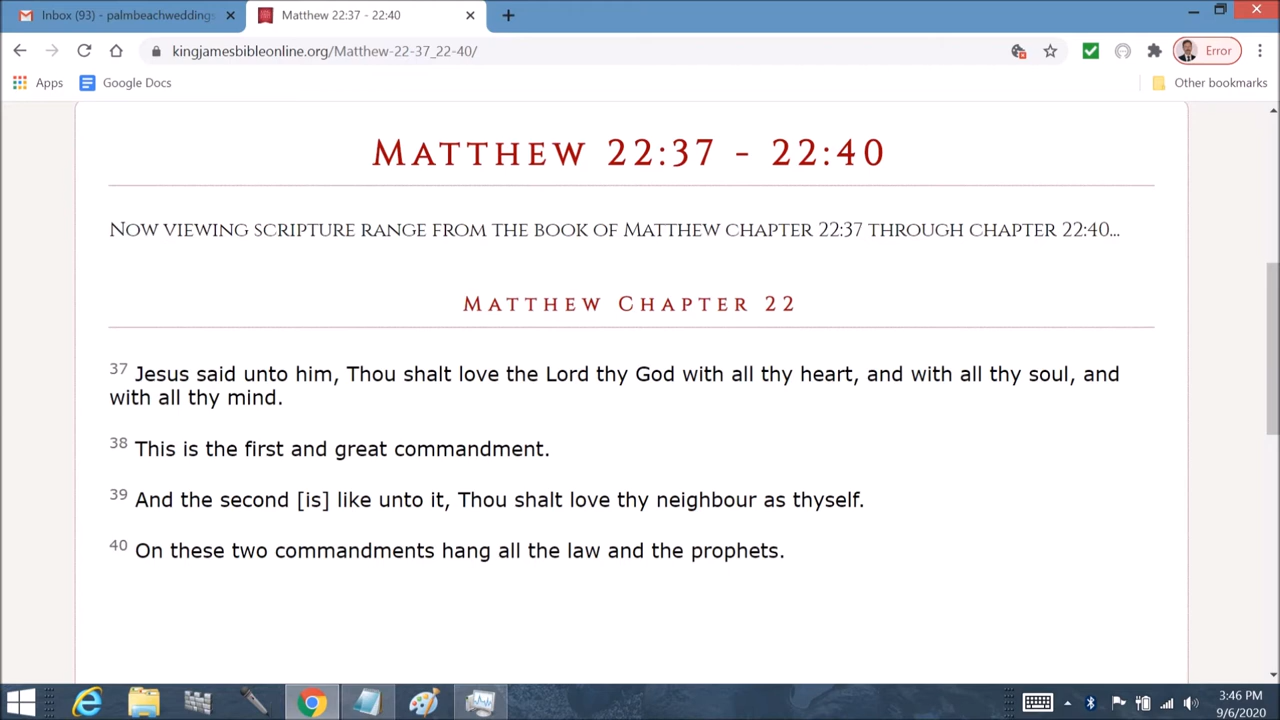 Inbox (93) - palmbeachweddings
Matthew 22:37 - 22:40
kingjamesbibleonline.org/Matthew-22-37_22-40/
Error
Apps
Google Docs
Other bookmarks
Matthew 22:37 - 22:40
Now viewing scripture range from the book of Matthew chapter 22:37 through chapter 22:40...
Matthew Chapter 22
37 Jesus said unto him, Thou shalt love the Lord thy God with all thy heart, and with all thy soul, and
with all thy mind.
38 This is the first and great commandment.
39 And the second [is] like unto it, Thou shalt love thy neighbour as thyself.
40 On these two commandments hang all the law and the prophets.
3:46 PM
9/6/2020